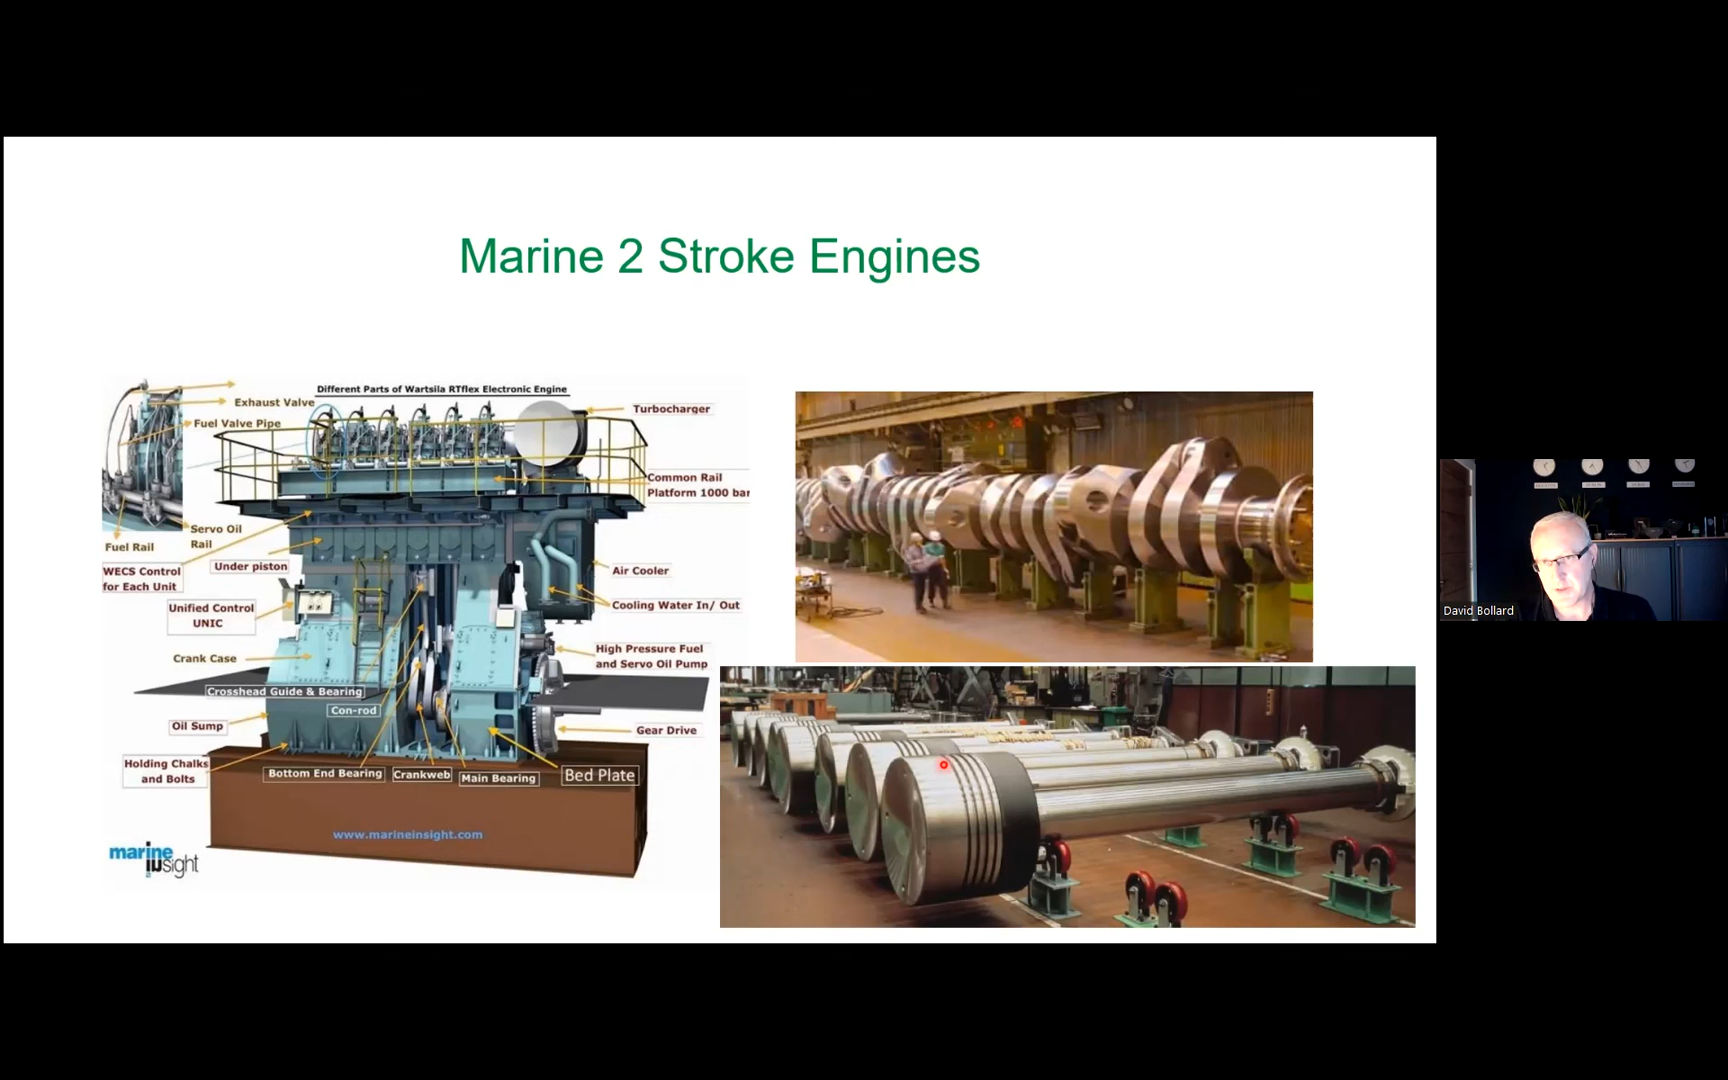 Marine 2 Stroke Engines
Different Parts of Wartsila RTflex Electronic Engine
Exhaust Valve
Fuel Valve Pipe
Turbocharger
Common Rail
Platform 1000 bar
Servo Oil
Rail
Fuel Rail
WECS Control
for Each Unit
Under piston
Air Cooler
Unified Control
UNIC
Cooling Water In/ Out
Crank Case
High Pressure Fuel
and Servo Oil Pump
Crosshead Guide & Bearing
Con-rod
Oil Sump
Gear Drive
Holding Chalks
and Bolts
Bottom End Bearing
Crankweb
Main Bearing
Bed Plate
www.marineinsight.com
marine
insight
David Bollard